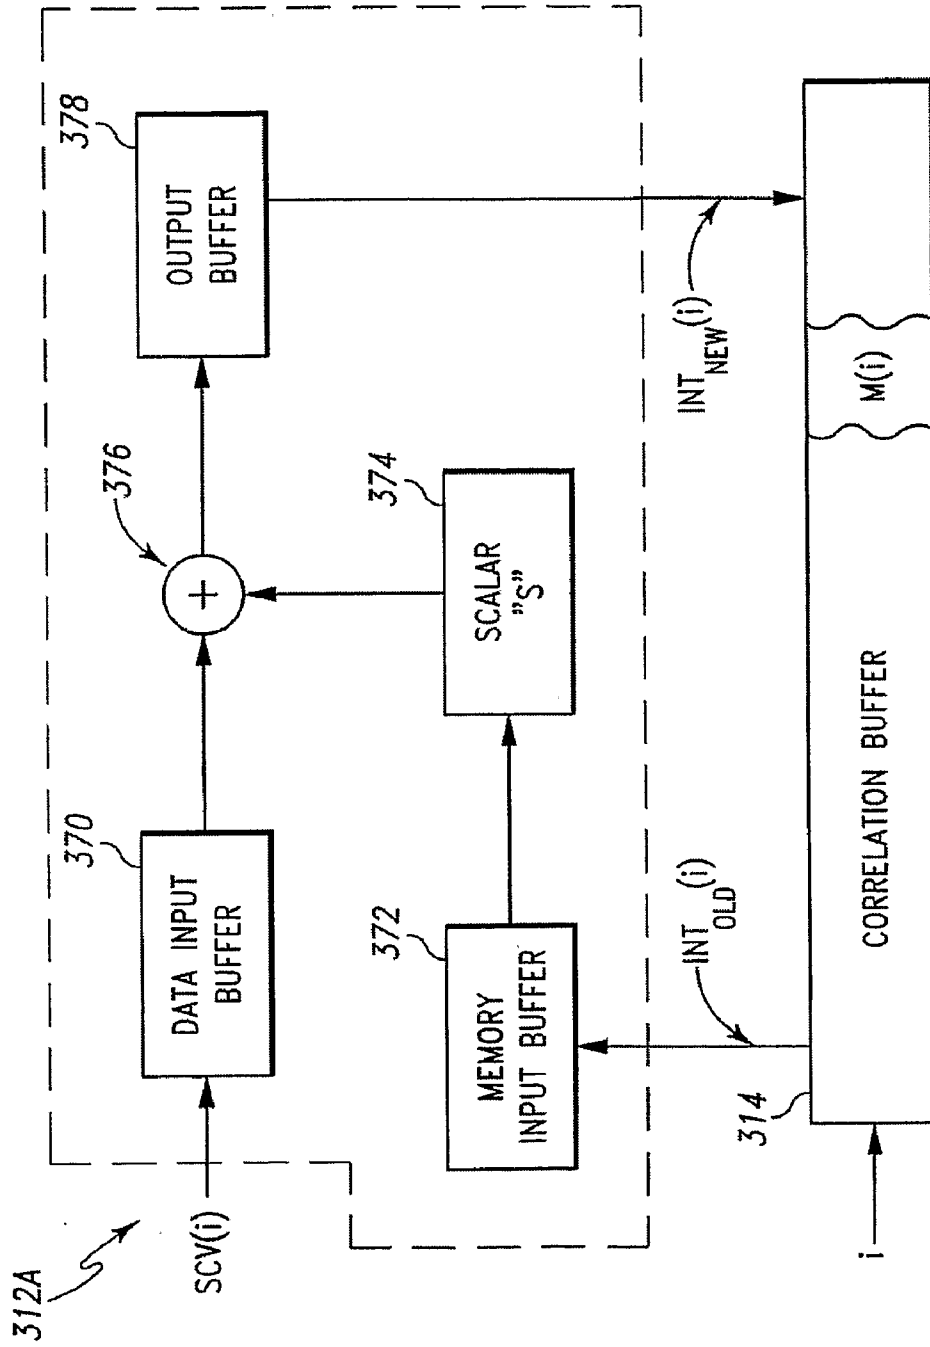 312A
SCV(i)
370
DATA INPUT
BUFFER
376
+
378
OUTPUT
BUFFER
372
MEMORY
INPUT BUFFER
374
SCALAR
"S"
INT OLD (i)
INT NEW (i)
314
i
CORRELATION BUFFER
M(i)